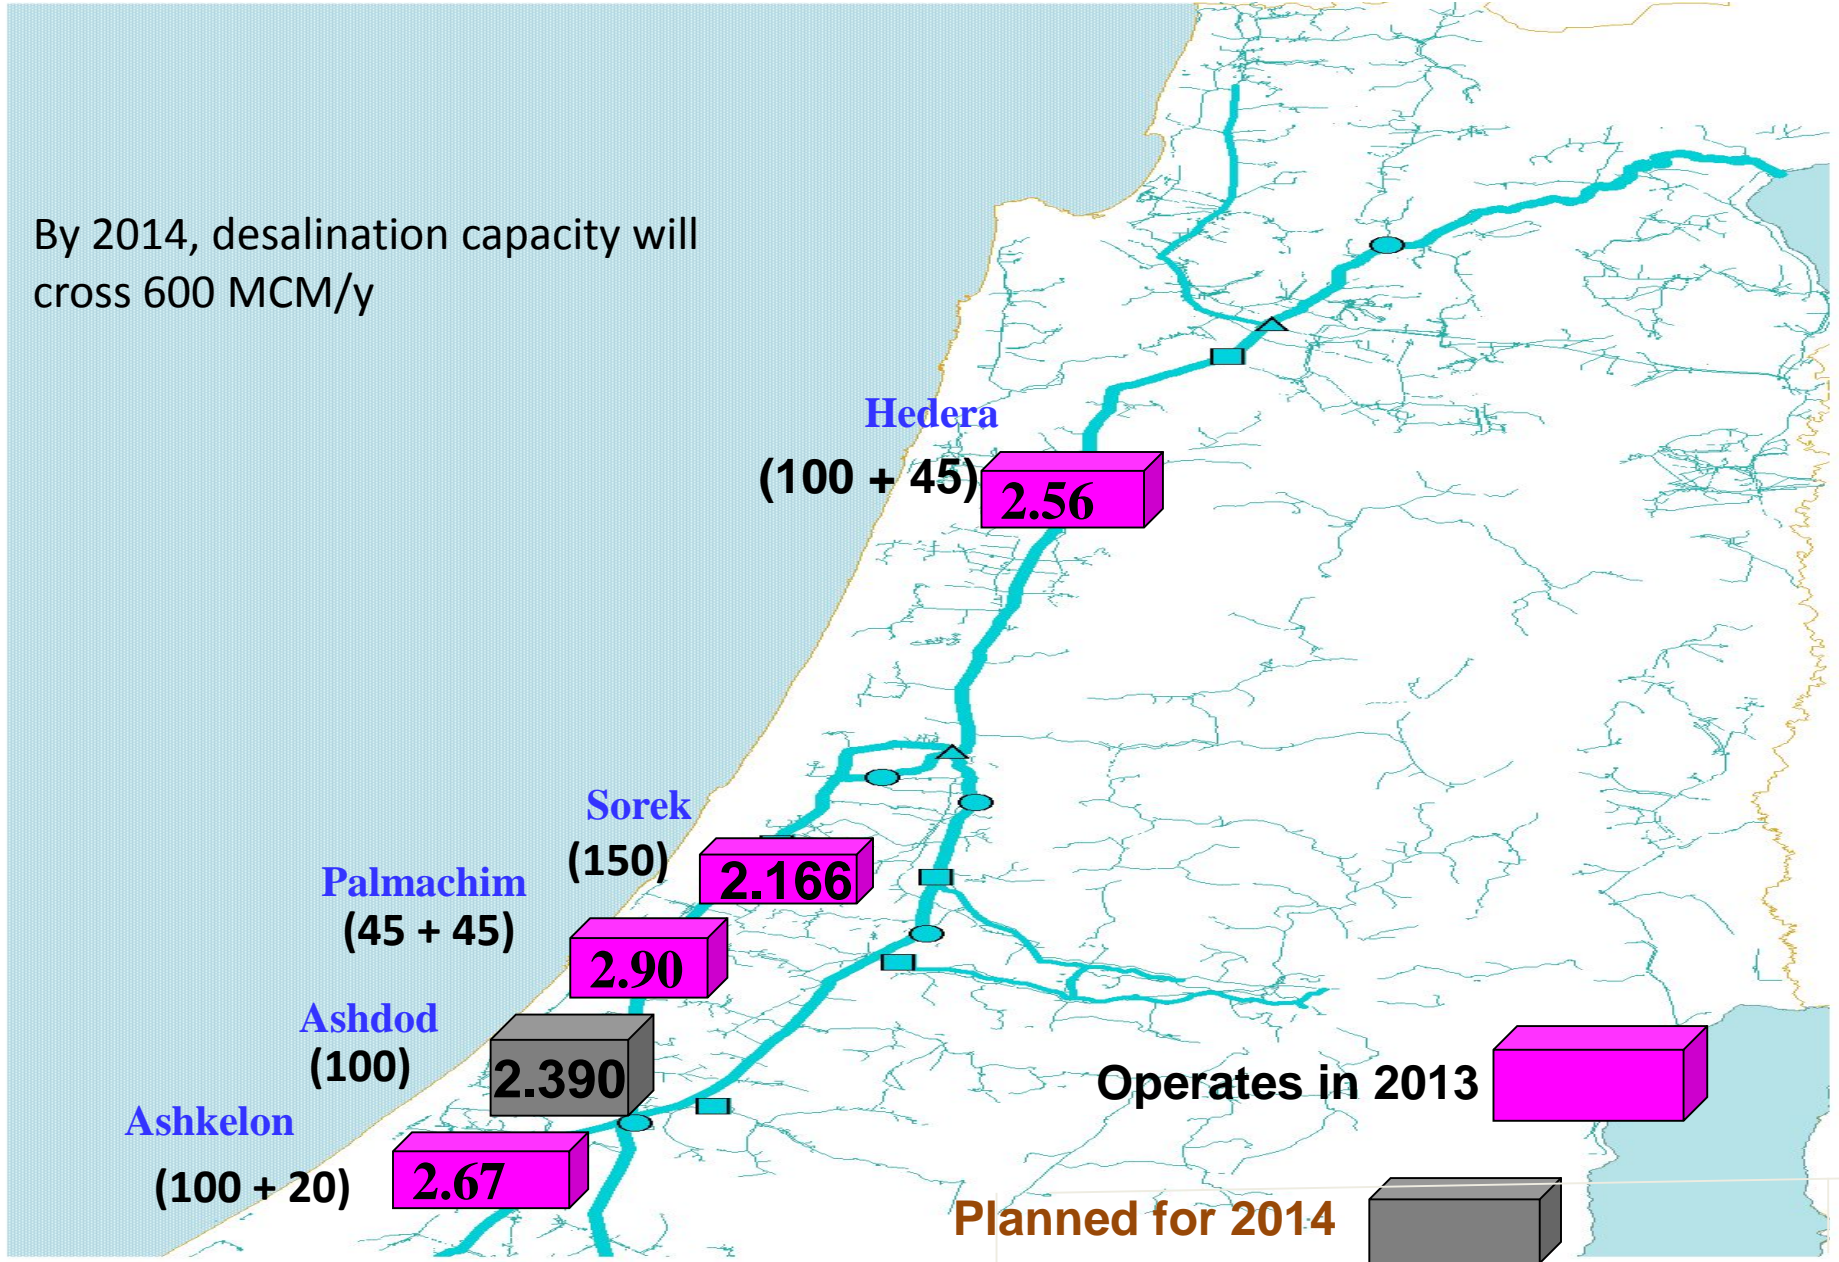 By 2014, desalination capacity will
cross 600 MCM/y
Hedera
(100 + 45)
2.56
Sorek
(150)
2.166
Palmachim
(45 + 45)
2.90
Ashdod
(100)
2.390
Operates in 2013
Ashkelon
(100 + 20)
2.67
Planned for 2014